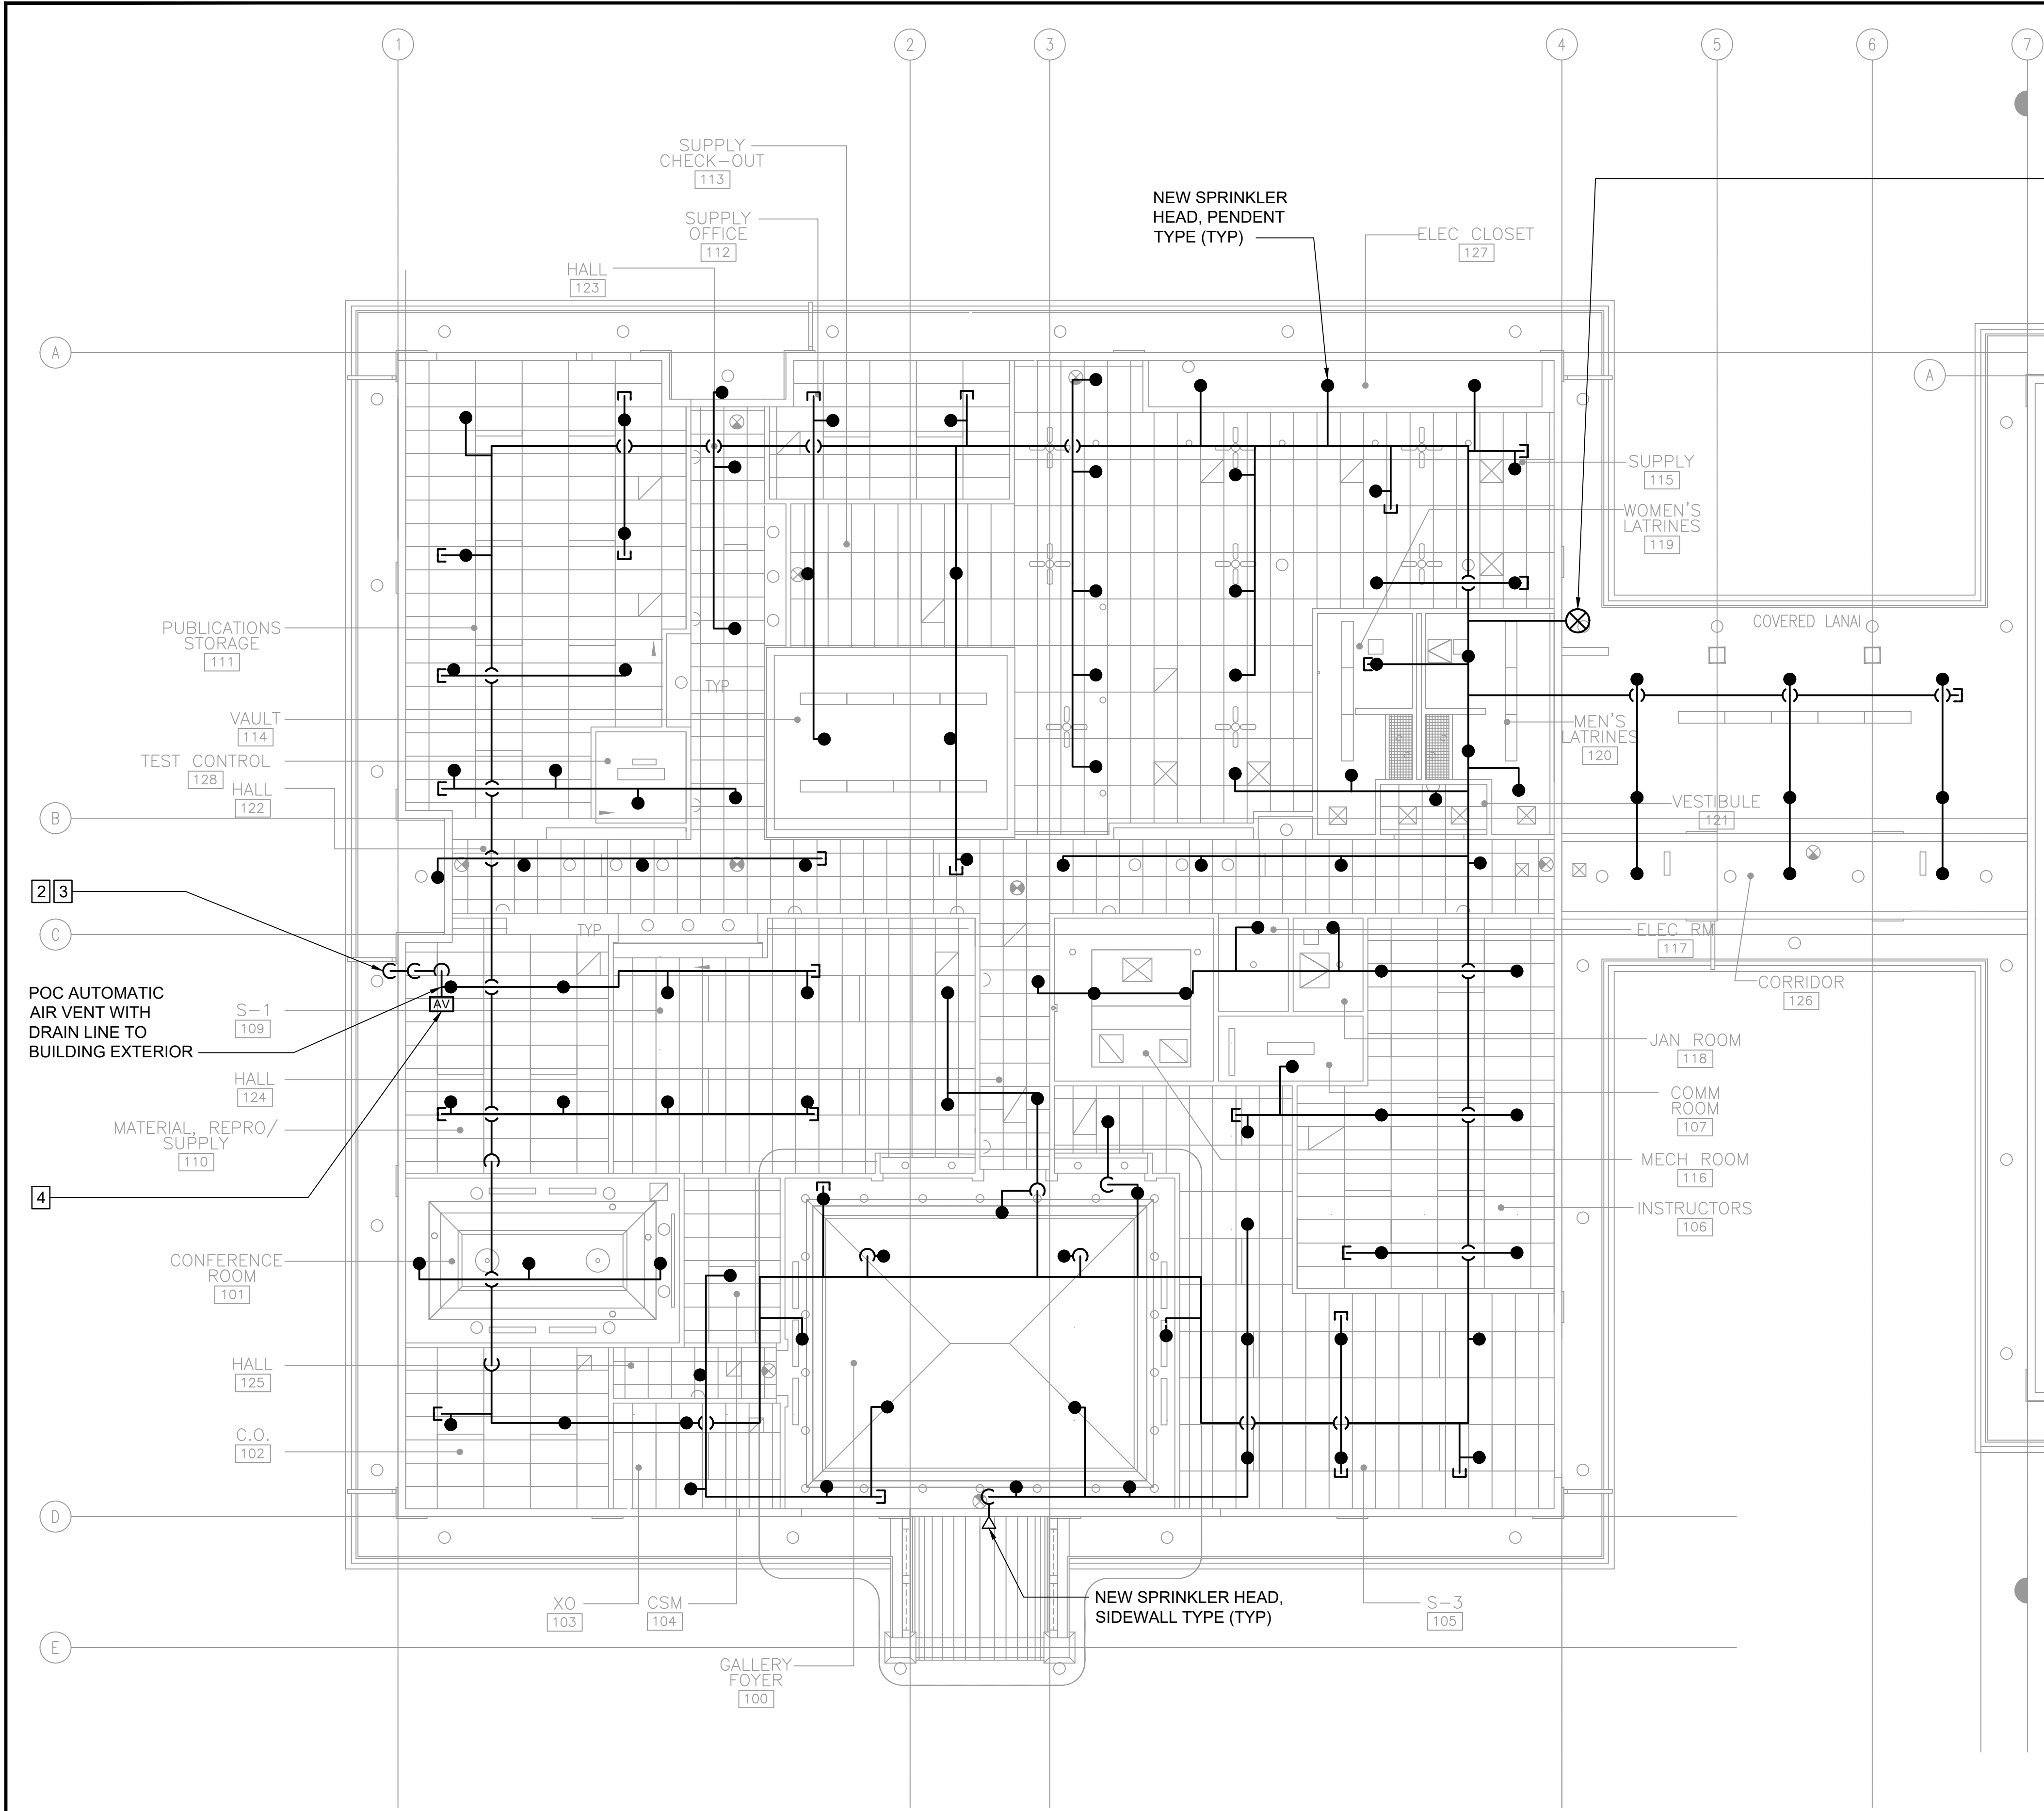 1
2
3
4
5
6
7
SUPPLY
CHECK-OUT
113
SUPPLY
OFFICE
112
HALL
123
NEW SPRINKLER
HEAD, PENDENT
TYPE (TYP)
ELEC CLOSET
127
A
A
SUPPLY
115
WOMEN'S
LATRINES
119
COVERED LANAI
PUBLICATIONS
STORAGE
111
TYP
VAULT
114
MEN'S
LATRINES
120
TEST CONTROL
128
HALL
122
VESTIBULE
121
B
2 3
C
TYP
ELEC RM
117
CORRIDOR
126
POC AUTOMATIC
AIR VENT WITH
DRAIN LINE TO
BUILDING EXTERIOR
AV
S-1
109
JAN ROOM
118
HALL
124
COMM
ROOM
107
MATERIAL, REPRO/
SUPPLY
110
MECH ROOM
116
4
INSTRUCTORS
106
CONFERENCE
ROOM
101
HALL
125
C.O.
102
D
XO
103
CSM
104
NEW SPRINKLER HEAD,
SIDEWALL TYPE (TYP)
S-3
105
E
GALLERY
FOYER
100